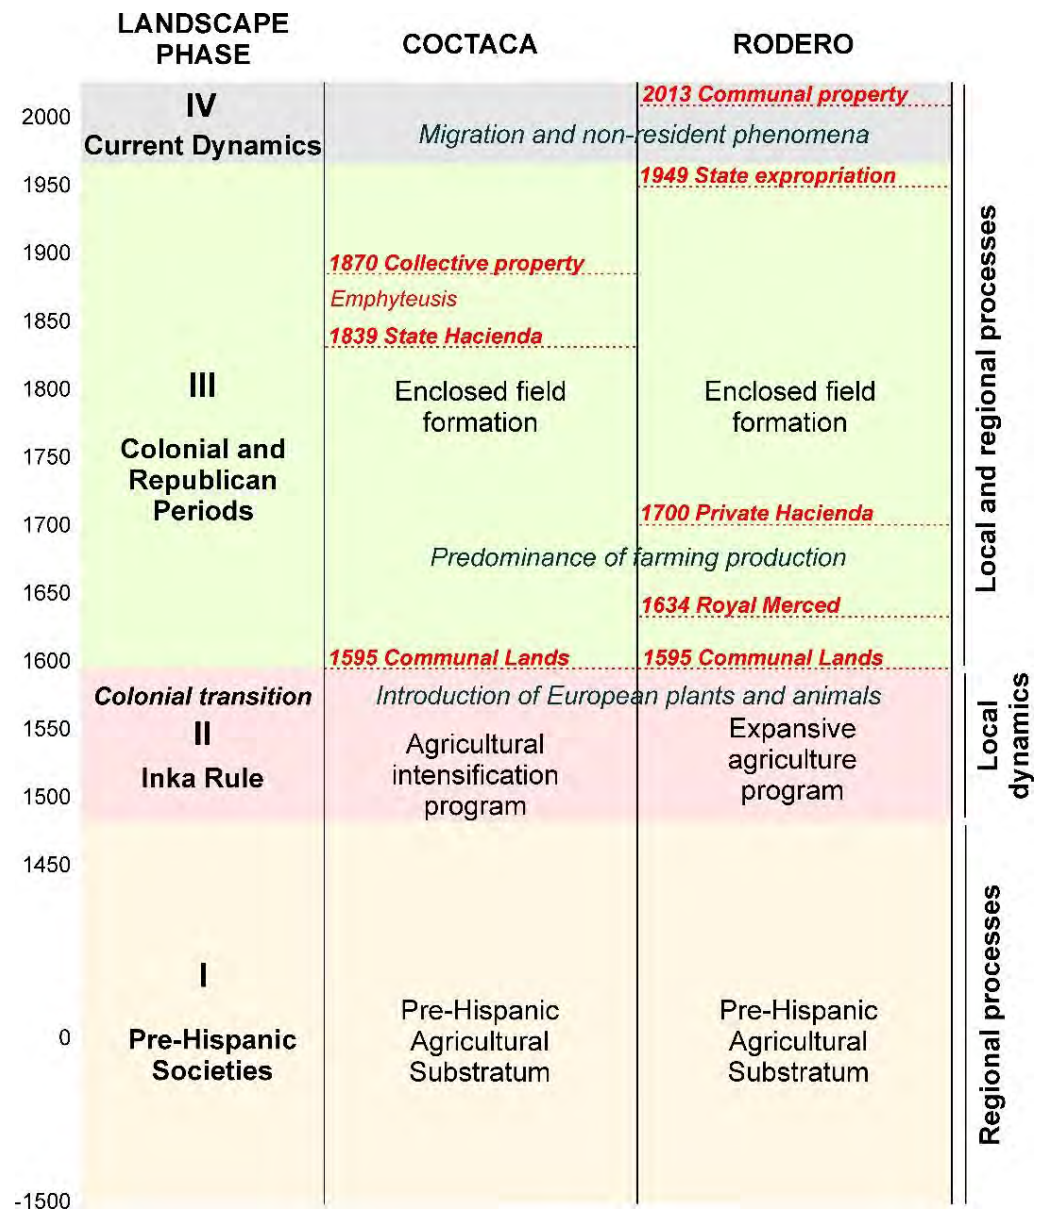 LANDSCAPE
PHASE
COCTACA
RODERO
2000
1950
1900
1850
1800
1750
1700
1650
1600
1550
1500
1450
0
-1500
IV
Current Dynamics
2013 Communal property
Migration and non-resident phenomena
1949 State expropriation
1870 Collective property
Emphyteusis
1839 State Hacienda
III
Colonial and
Republican
Periods
Enclosed field
formation
Enclosed field
formation
1700 Private Hacienda
Predominance of farming production
1634 Royal Merced
1595 Communal Lands
1595 Communal Lands
Colonial transition
Introduction of European plants and animals
II
Inka Rule
Agricultural
intensification
program
Expansive
agriculture
program
I
Pre-Hispanic
Societies
Pre-Hispanic
Agricultural
Substratum
Pre-Hispanic
Agricultural
Substratum
Local and regional processes
Local
dynamics
Regional processes